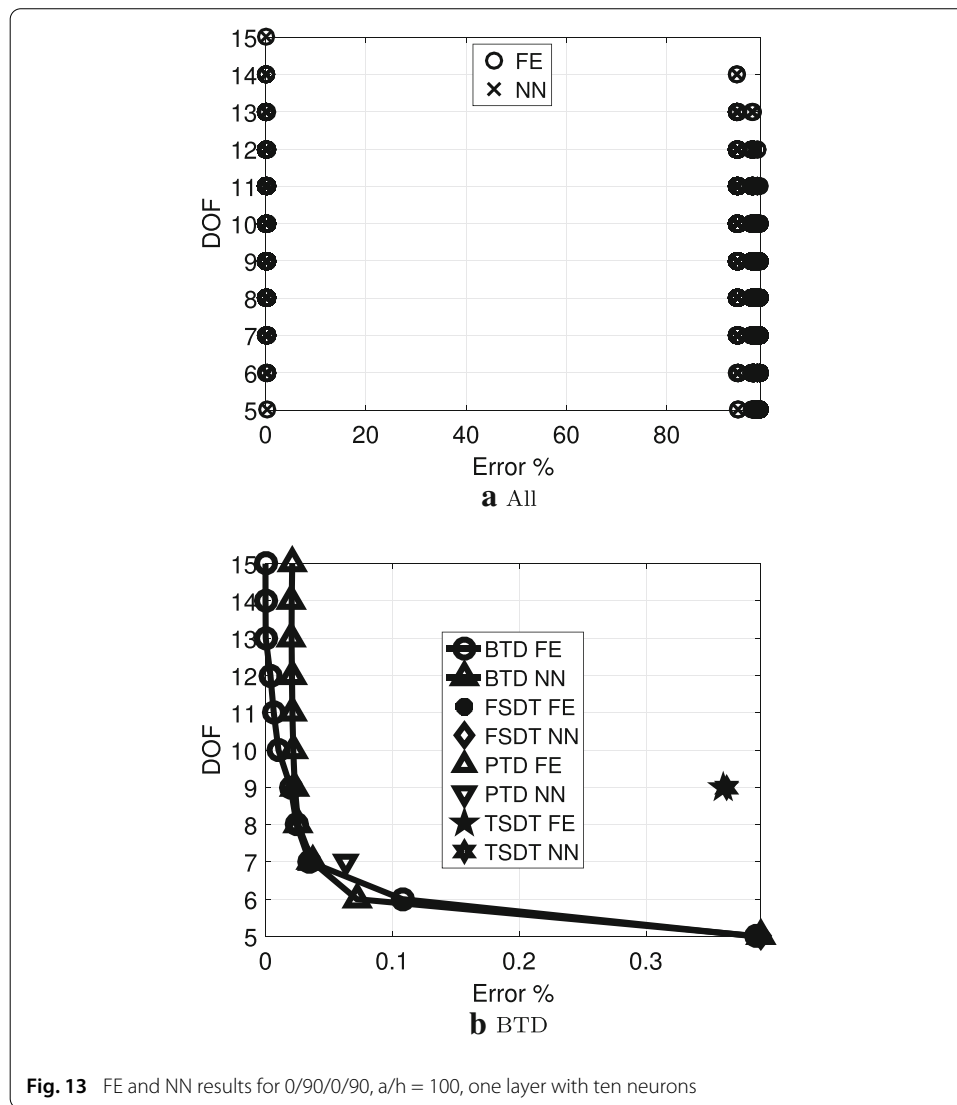 15
14
13
12
11
10
9
8
7
6
5
DOF
FE
NN
0 20 40 60 80
Error %
a All
15
14
13
12
11
10
9
8
7
6
5
DOF
BTD FE
BTD NN
FSDT FE
FSDT NN
PTD FE
PTD NN
TSDT FE
TSDT NN
0 0.1 0.2 0.3
Error %
b BTD
Fig. 13 FE and NN results for 0/90/0/90, a/h = 100, one layer with ten neurons